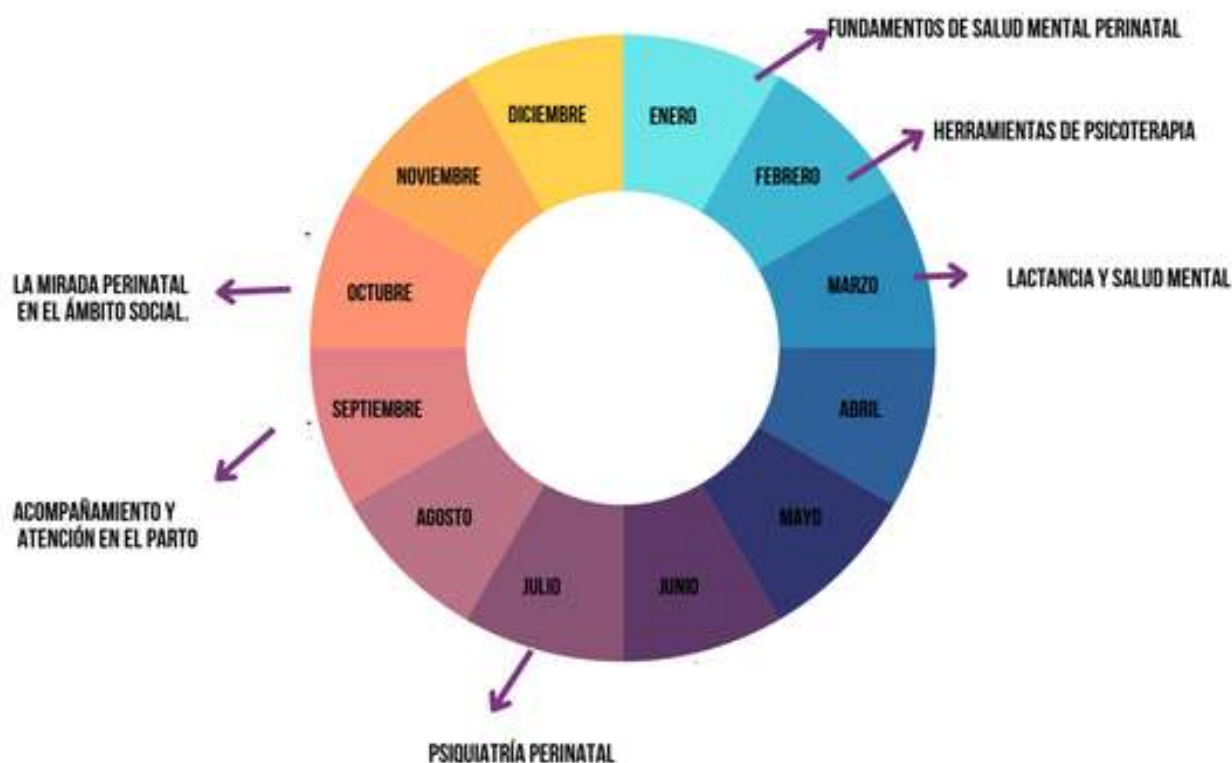 FUNDAMENTOS DE SALUD MENTAL PERINATAL
DICIEMBRE
ENERO
HERRAMIENTAS DE PSICOTERAPIA
NOVIEMBRE
FEBRERO
LA MIRADA PERINATAL
EN EL ÁMBITO SOCIAL.
OCTUBRE
MARZO
LACTANCIA Y SALUD MENTAL
SEPTIEMBRE
ABRIL
ACOMPAÑAMIENTO Y
ATENCIÓN EN EL PARTO
AGOSTO
MAYO
JULIO
JUNIO
PSIQUIATRÍA PERINATAL